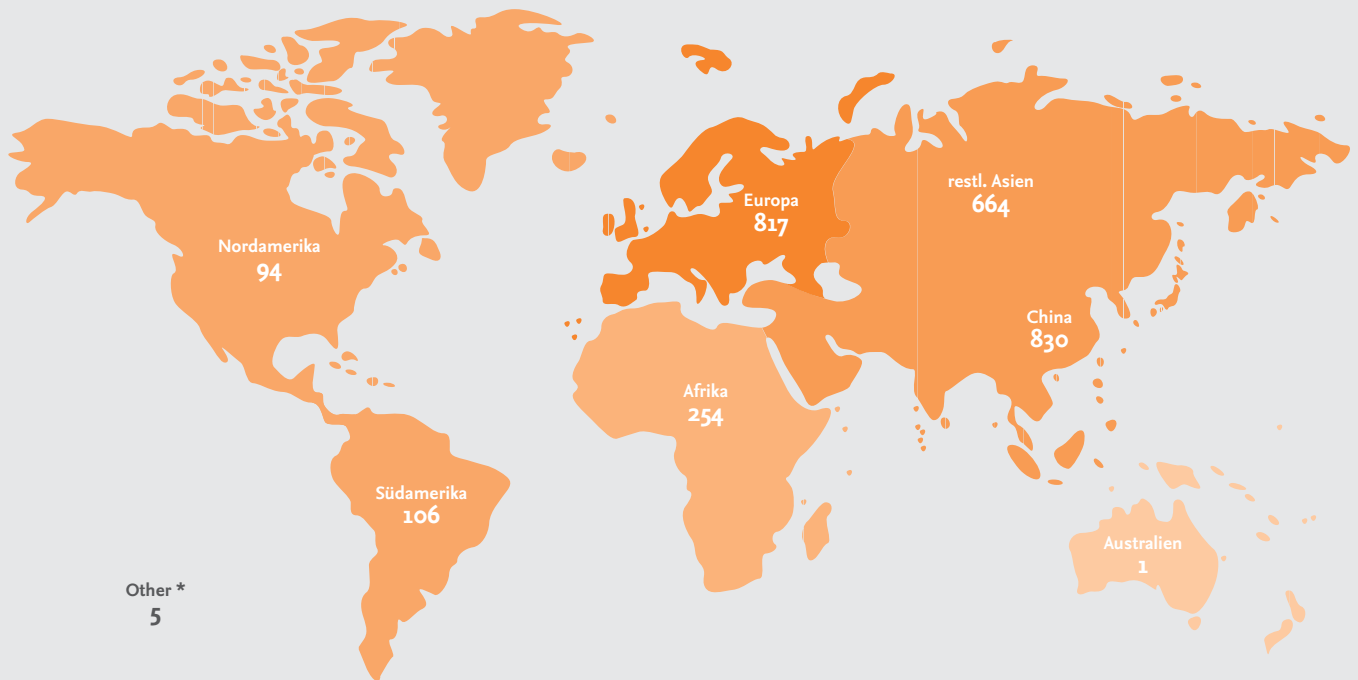 restl. Asien
664
Europa
817
Nordamerika
94
China
830
Afrika
254
Südamerika
106
Australien
1
Other *
5